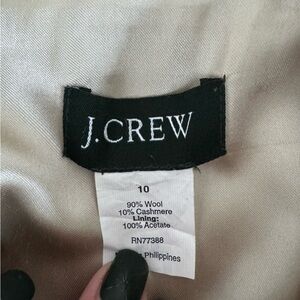 J.CREW
10
90% Wool
10% Cashmere
Lining:
100% Acetate
RN77388
Philippines